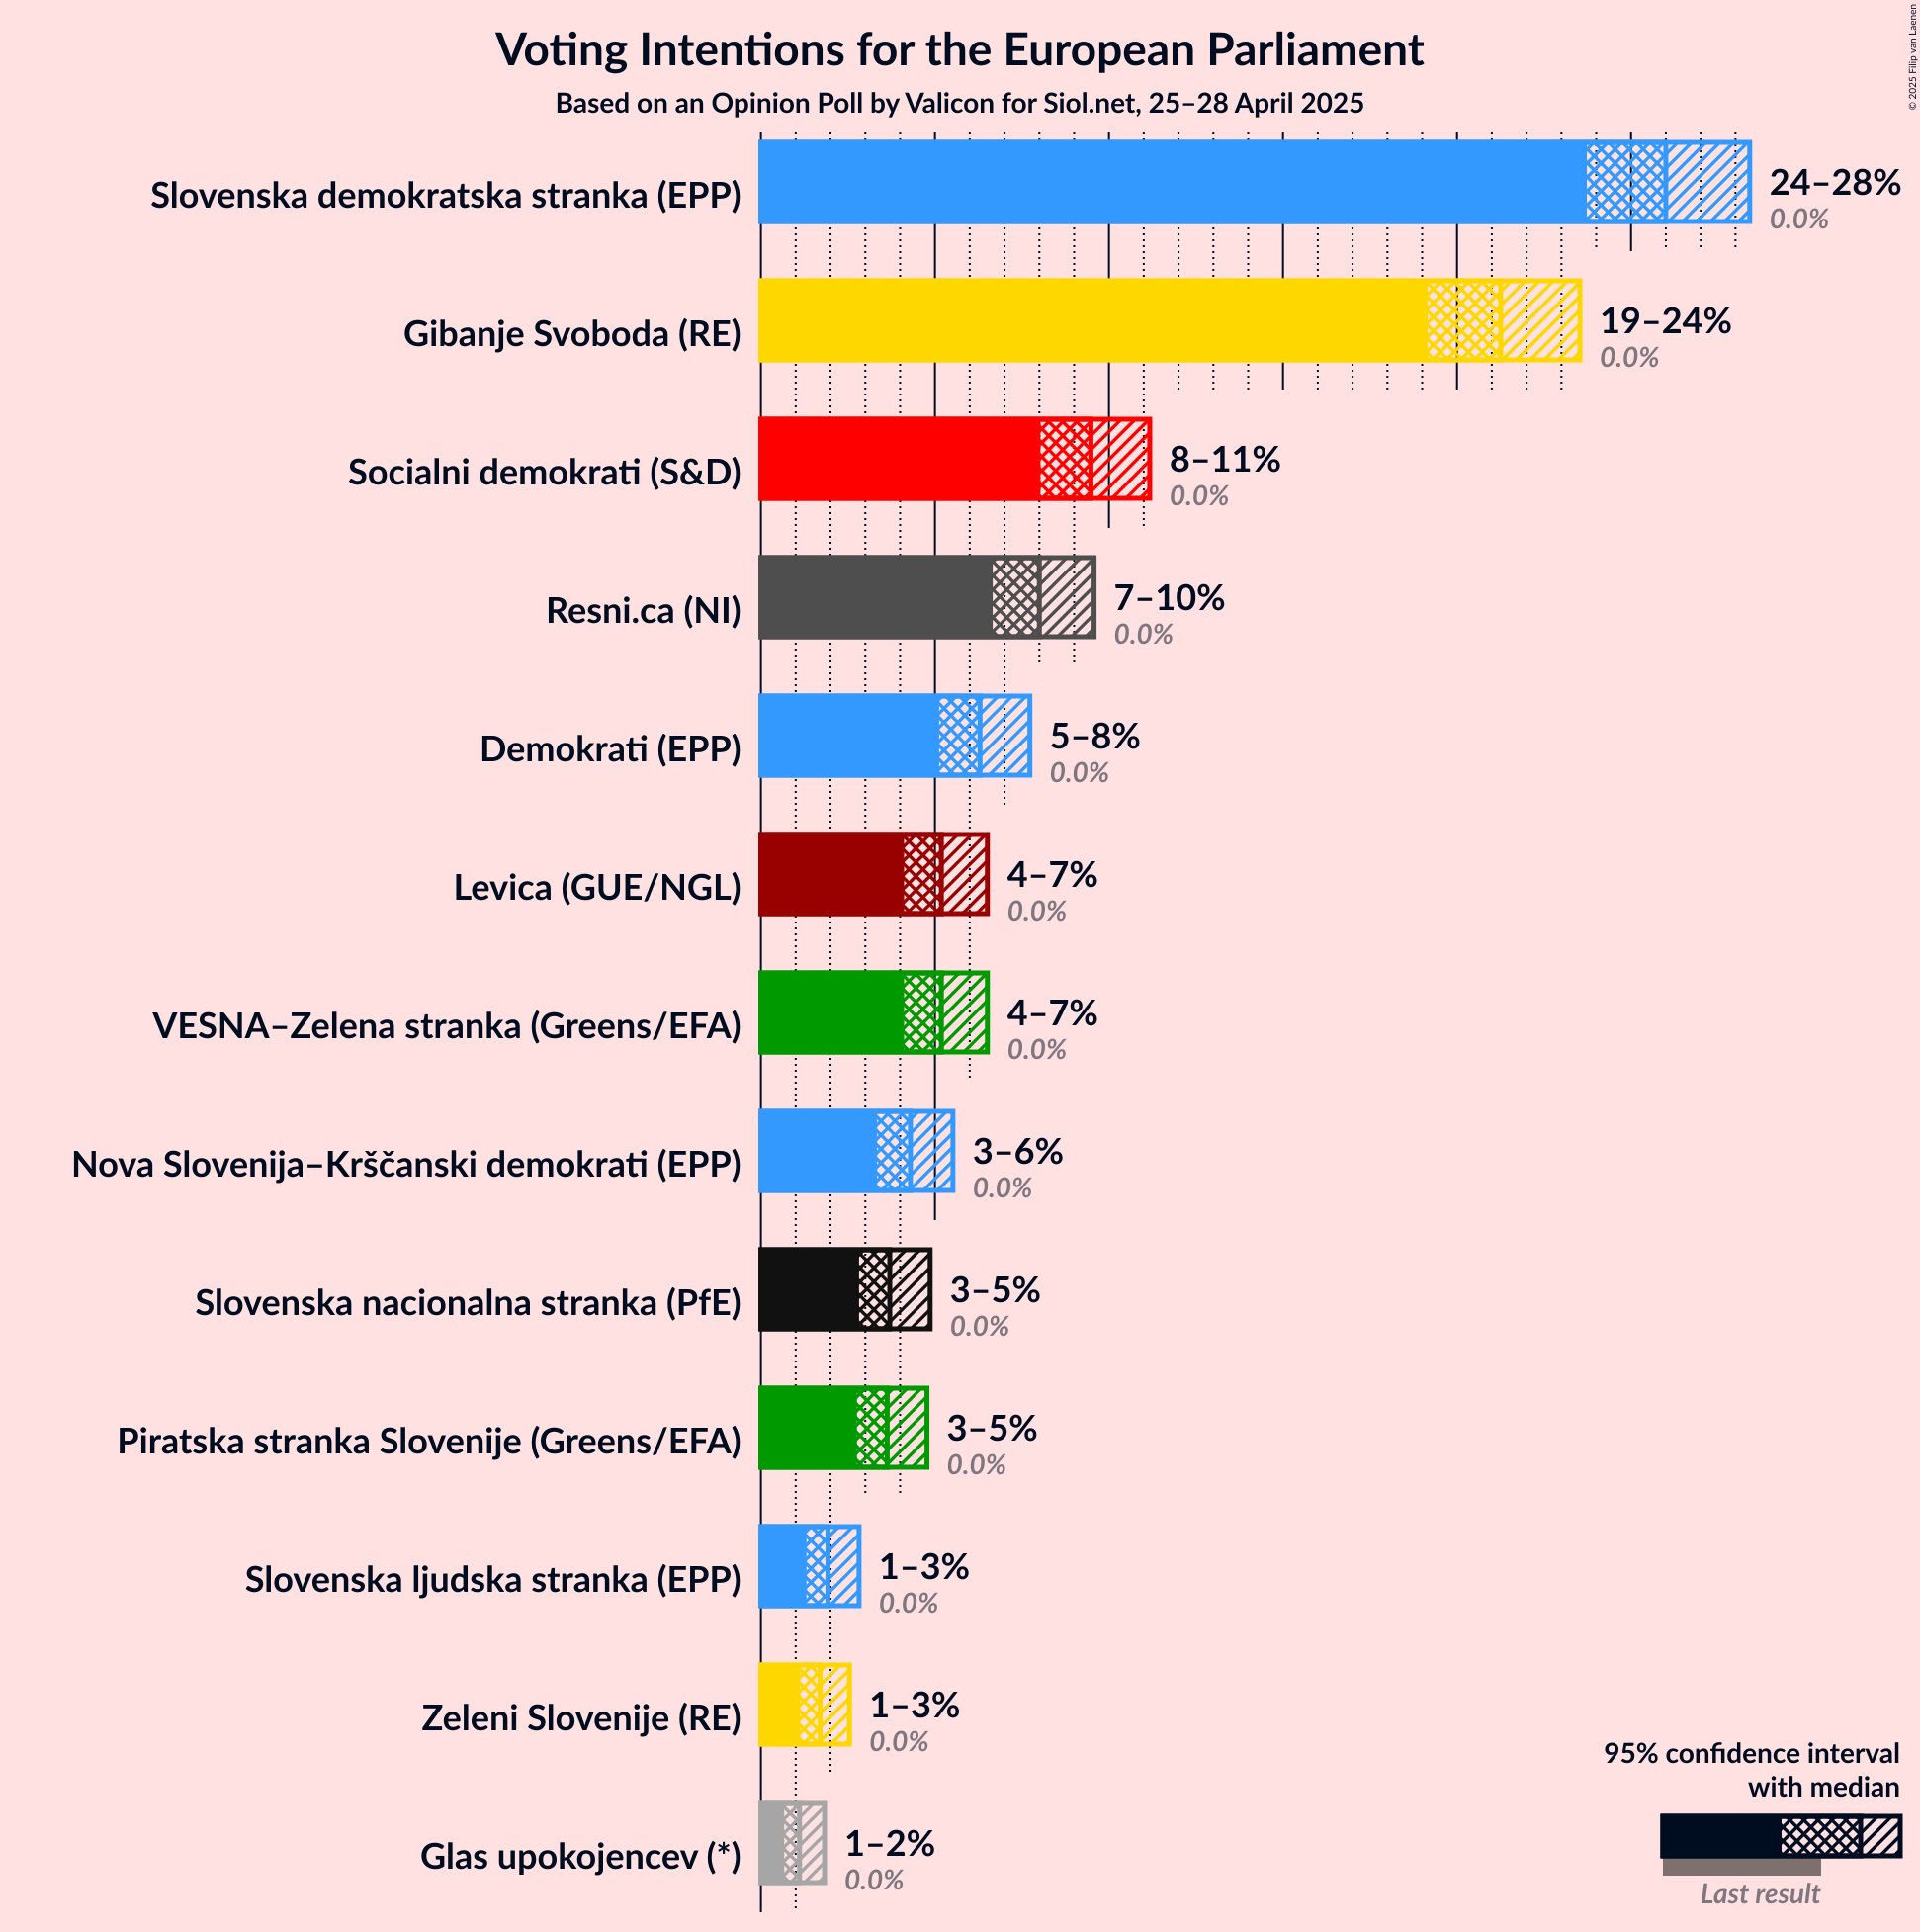 Voting Intentions for the European Parliament
Based on an Opinion Poll by Valicon for Siol.net, 25–28 April 2025
© 2025 Filip van Laenen
Slovenska demokratska stranka (EPP)
24–28%
0.0%
Gibanje Svoboda (RE)
19–24%
0.0%
Socialni demokrati (S&D)
8–11%
0.0%
Resni.ca (NI)
7–10%
0.0%
Demokrati (EPP)
5–8%
0.0%
Levica (GUE/NGL)
4–7%
0.0%
VESNA–Zelena stranka (Greens/EFA)
4–7%
0.0%
Nova Slovenija–Krščanski demokrati (EPP)
3–6%
0.0%
Slovenska nacionalna stranka (PfE)
3–5%
0.0%
Piratska stranka Slovenije (Greens/EFA)
3–5%
0.0%
Slovenska ljudska stranka (EPP)
1–3%
0.0%
Zeleni Slovenije (RE)
1–3%
0.0%
Glas upokojencev (*)
1–2%
0.0%
95% confidence interval
with median
Last result